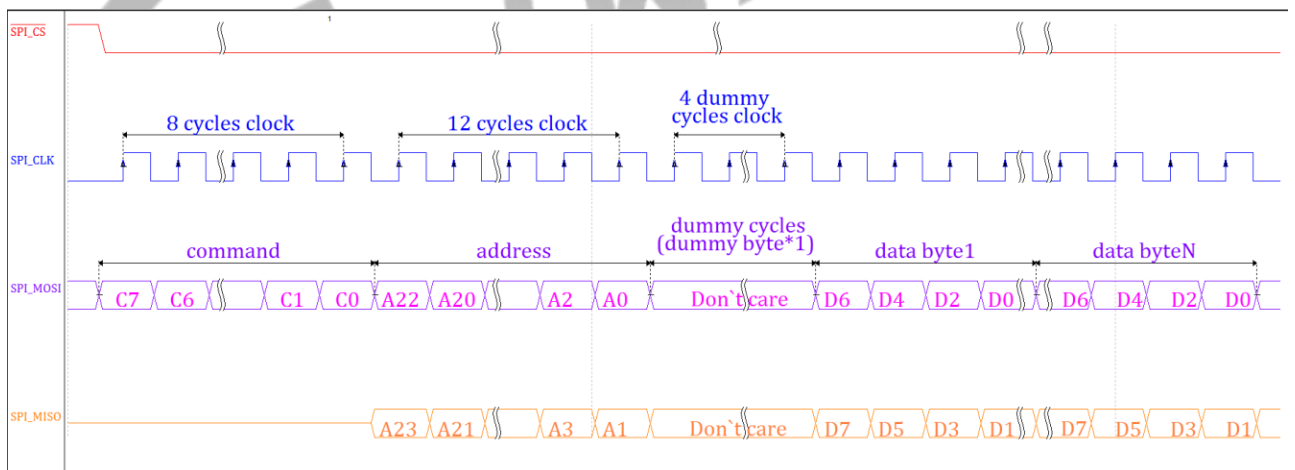 1
SPI_CS
4 dummy
cycles clock
8 cycles clock
12 cycles clock
SPI_CLK
dummy cycles
(dummy byte*1)
command
address
data byte1
data byteN
SPI_MOSI
C7 C6 C1 C0 A22 A20 A2 A0 Don`t care D6 D4 D2 D0 D6 D4 D2 D0
SPI_MISO
A23 A21 A3 A1 Don`t care D7 D5 D3 D1 D7 D5 D3 D1